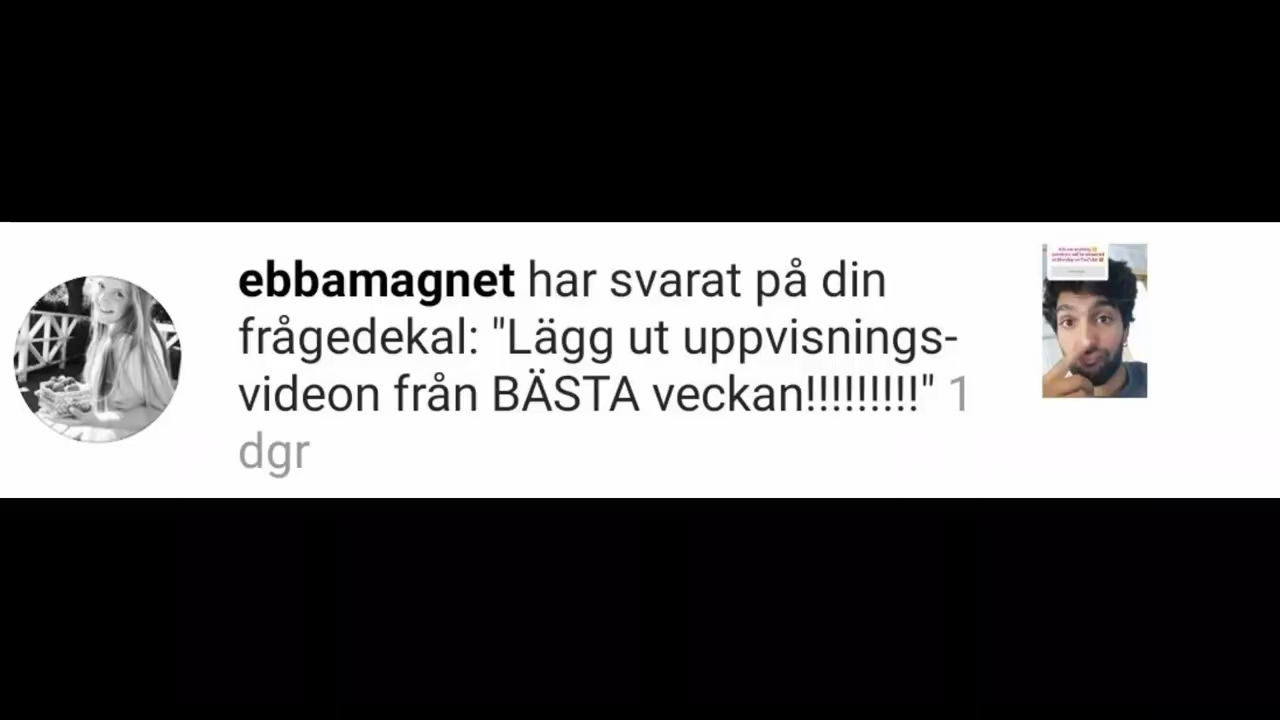 ebbamagnet har svarat på din
frågedekal: "Lägg ut uppvisnings-
videon från BÄSTA veckan!!!!!!!!!" 1
dgr